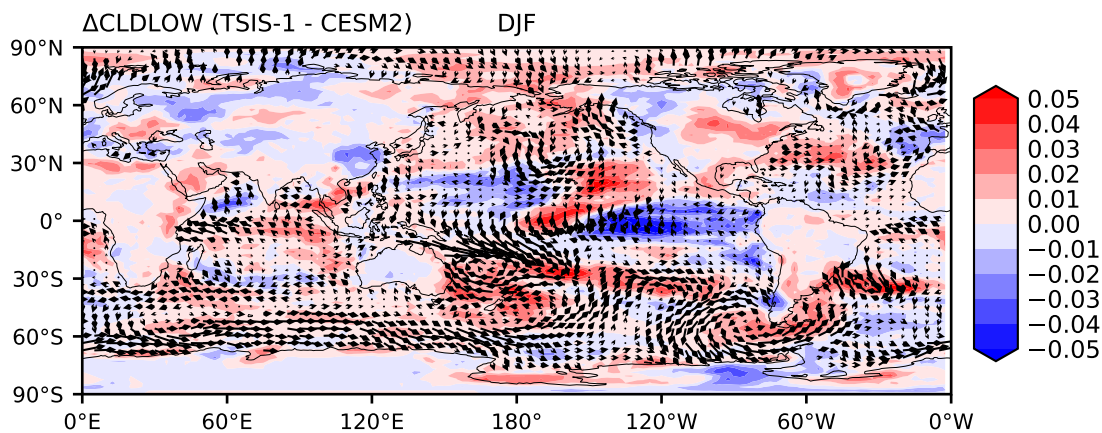 ΔCLDLOW (TSIS-1 - CESM2) DJF
90°N
60°N
30°N
0°
30°S
60°S
90°S
0°E 60°E 120°E 180° 120°W 60°W 0°W
0.05
0.04
0.03
0.02
0.01
0.00
−0.01
−0.02
−0.03
−0.04
−0.05